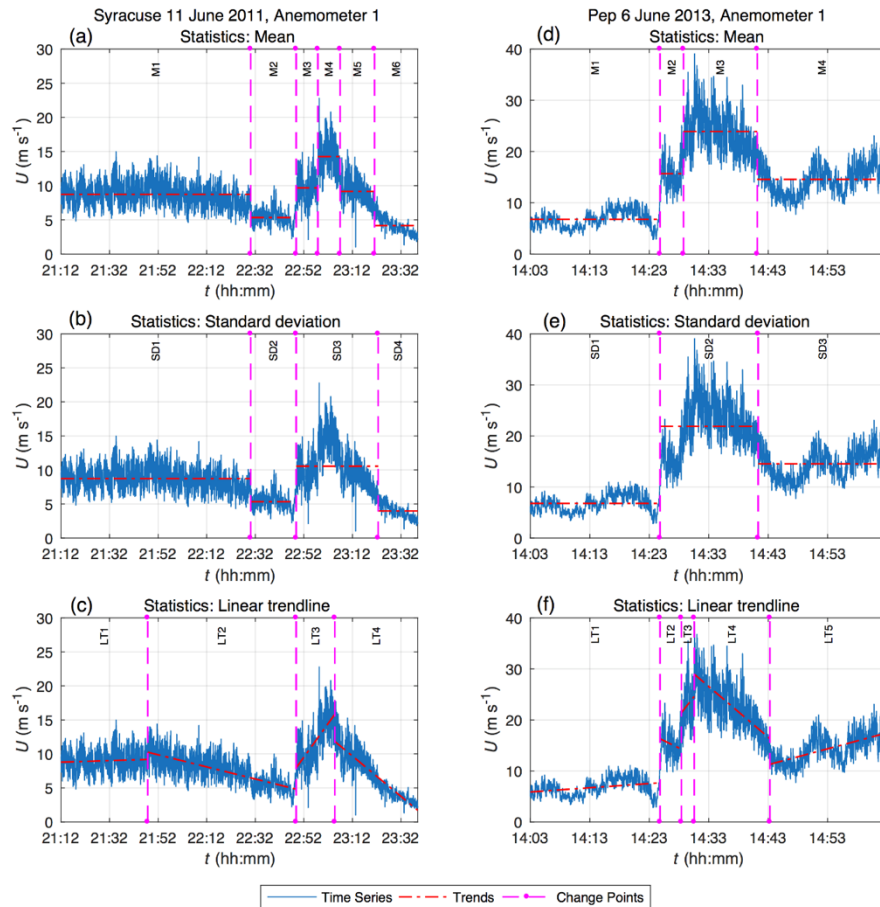 Syracuse 11 June 2011, Anemometer 1
(a) Statistics: Mean
M1 M2 M3 M4 M5 M6
U (m s⁻¹)
30
25
20
15
10
5
0
21:12 21:32 21:52 22:12 22:32 22:52 23:12 23:32
t (hh:mm)
(b) Statistics: Standard deviation
SD1 SD2 SD3 SD4
U (m s⁻¹)
30
25
20
15
10
5
0
21:12 21:32 21:52 22:12 22:32 22:52 23:12 23:32
t (hh:mm)
(c) Statistics: Linear trendline
LT1 LT2 LT3 LT4
U (m s⁻¹)
30
25
20
15
10
5
0
21:12 21:32 21:52 22:12 22:32 22:52 23:12 23:32
t (hh:mm)
Pep 6 June 2013, Anemometer 1
(d) Statistics: Mean
M1 M2 M3 M4
U (m s⁻¹)
40
30
20
10
0
14:03 14:13 14:23 14:33 14:43 14:53
t (hh:mm)
(e) Statistics: Standard deviation
SD1 SD2 SD3
U (m s⁻¹)
40
30
20
10
0
14:03 14:13 14:23 14:33 14:43 14:53
t (hh:mm)
(f) Statistics: Linear trendline
LT1 LT2 LT3 LT4 LT5
U (m s⁻¹)
40
30
20
10
0
14:03 14:13 14:23 14:33 14:43 14:53
t (hh:mm)
Time Series Trends Change Points